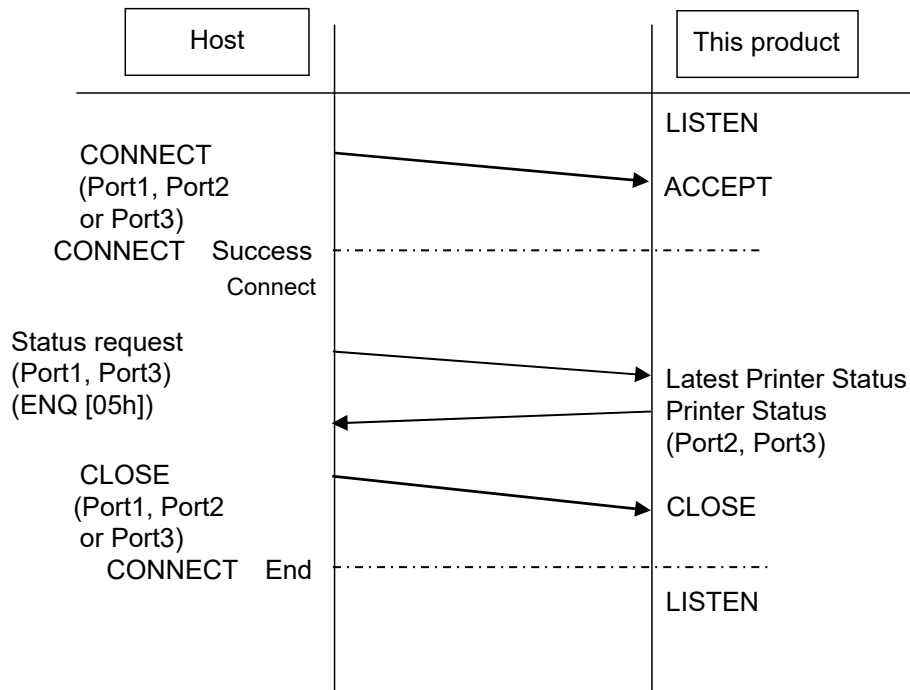 Host
This product
LISTEN
CONNECT
(Port1, Port2
or Port3)
ACCEPT
CONNECT Success
Connect
Status request
(Port1, Port3)
(ENQ [05h])
Latest Printer Status
Printer Status
(Port2, Port3)
CLOSE
(Port1, Port2
or Port3)
CLOSE
CONNECT End
LISTEN